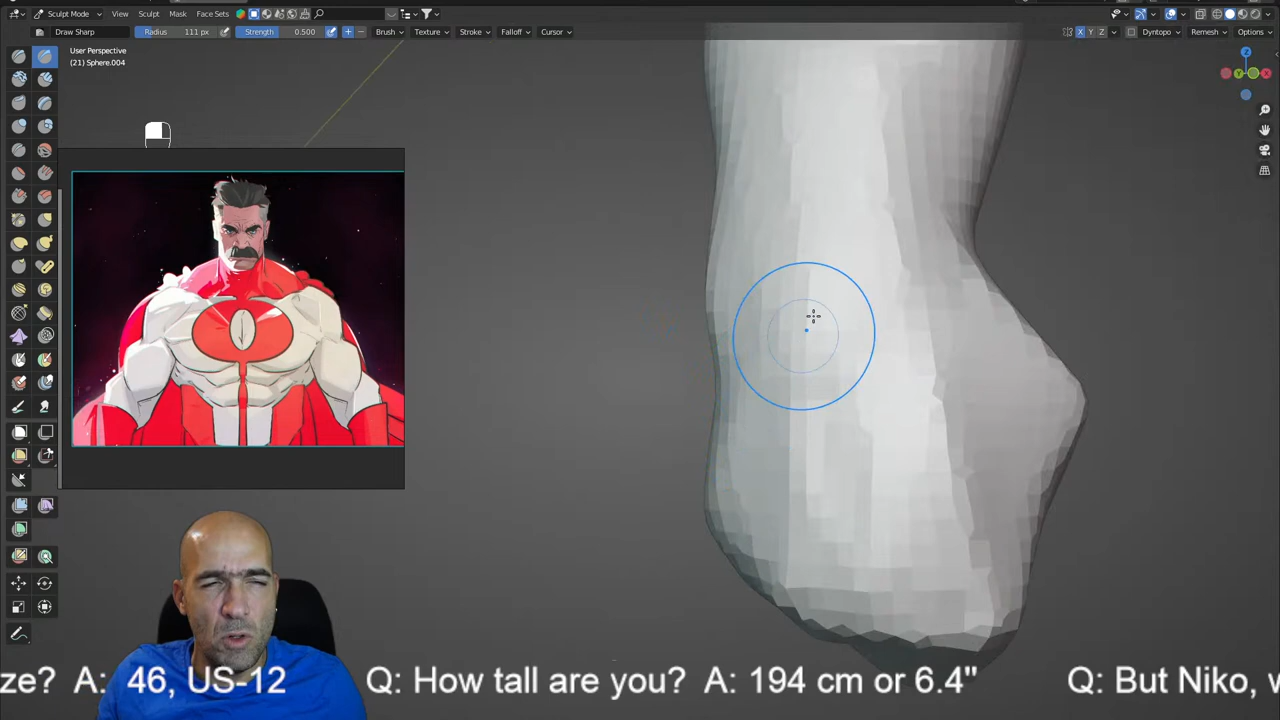 Sculpt Mode View Sculpt Mask Face Sets
Draw Sharp Radius 111 px Strength 0.500 Brush Texture Stroke Falloff Cursor X Y Z Dyntopo Remesh Options
User Perspective
(21) Sphere.004
Z
Y X
ze? A: 46, US-12 Q: How tall are you? A: 194 cm or 6.4" Q: But Niko, w